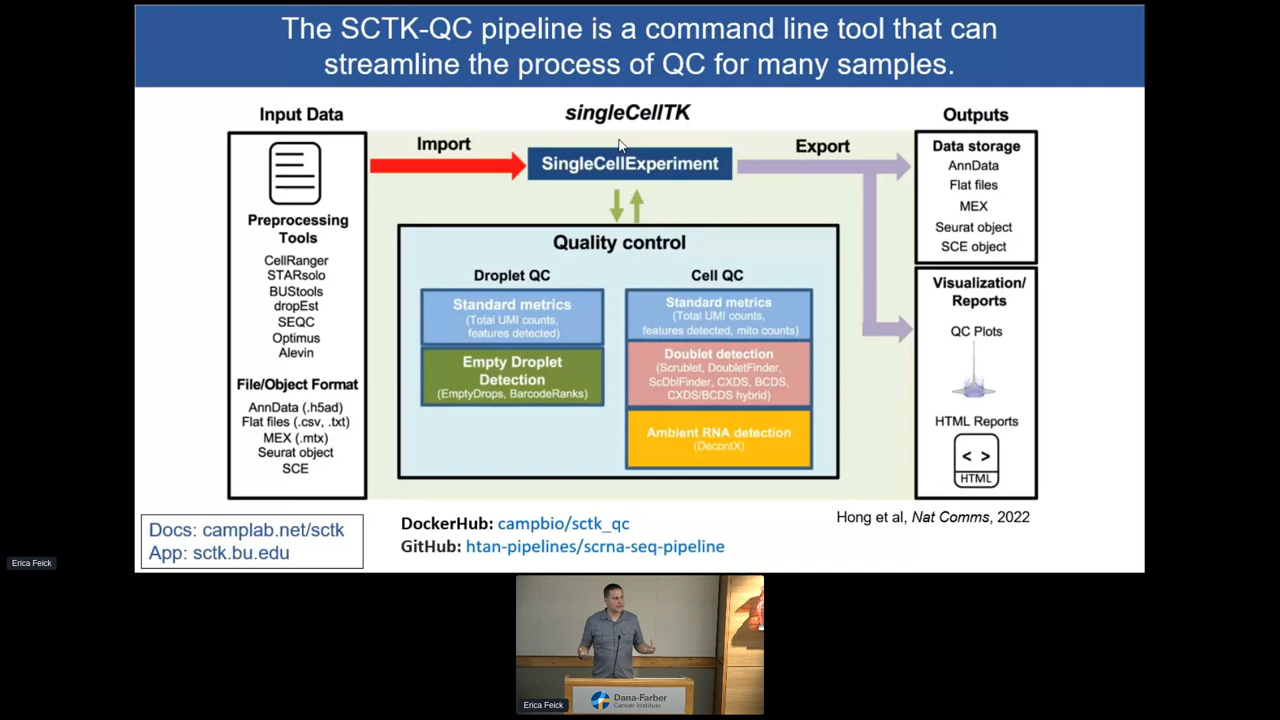 The SCTK-QC pipeline is a command line tool that can
streamline the process of QC for many samples.
Input Data
Preprocessing
Tools
CellRanger
STARsolo
BUStools
dropEst
SEQC
Optimus
Alevin
File/Object Format
AnnData (.h5ad)
Flat files (.csv, .txt)
MEX (.mtx)
Seurat object
SCE
Import
singleCellTK
SingleCellExperiment
Export
Quality control
Droplet QC
Standard metrics
(Total UMI counts,
features detected)
Empty Droplet
Detection
(EmptyDrops, BarcodeRanks)
Cell QC
Standard metrics
(Total UMI counts,
features detected, mito counts)
Doublet detection
(Scrublet, DoubletFinder,
ScDblFinder, CXDS, BCDS,
CXDS/BCDS hybrid)
Ambient RNA detection
(DecontX)
Outputs
Data storage
AnnData
Flat files
MEX
Seurat object
SCE object
Visualization/
Reports
QC Plots
HTML Reports
< >
HTML
Hong et al, Nat Comms, 2022
Docs: camplab.net/sctk
App: sctk.bu.edu
DockerHub: campbio/sctk_qc
GitHub: htan-pipelines/scrna-seq-pipeline
Erica Feick
Erica Feick
Dana-Farber
Cancer Institute